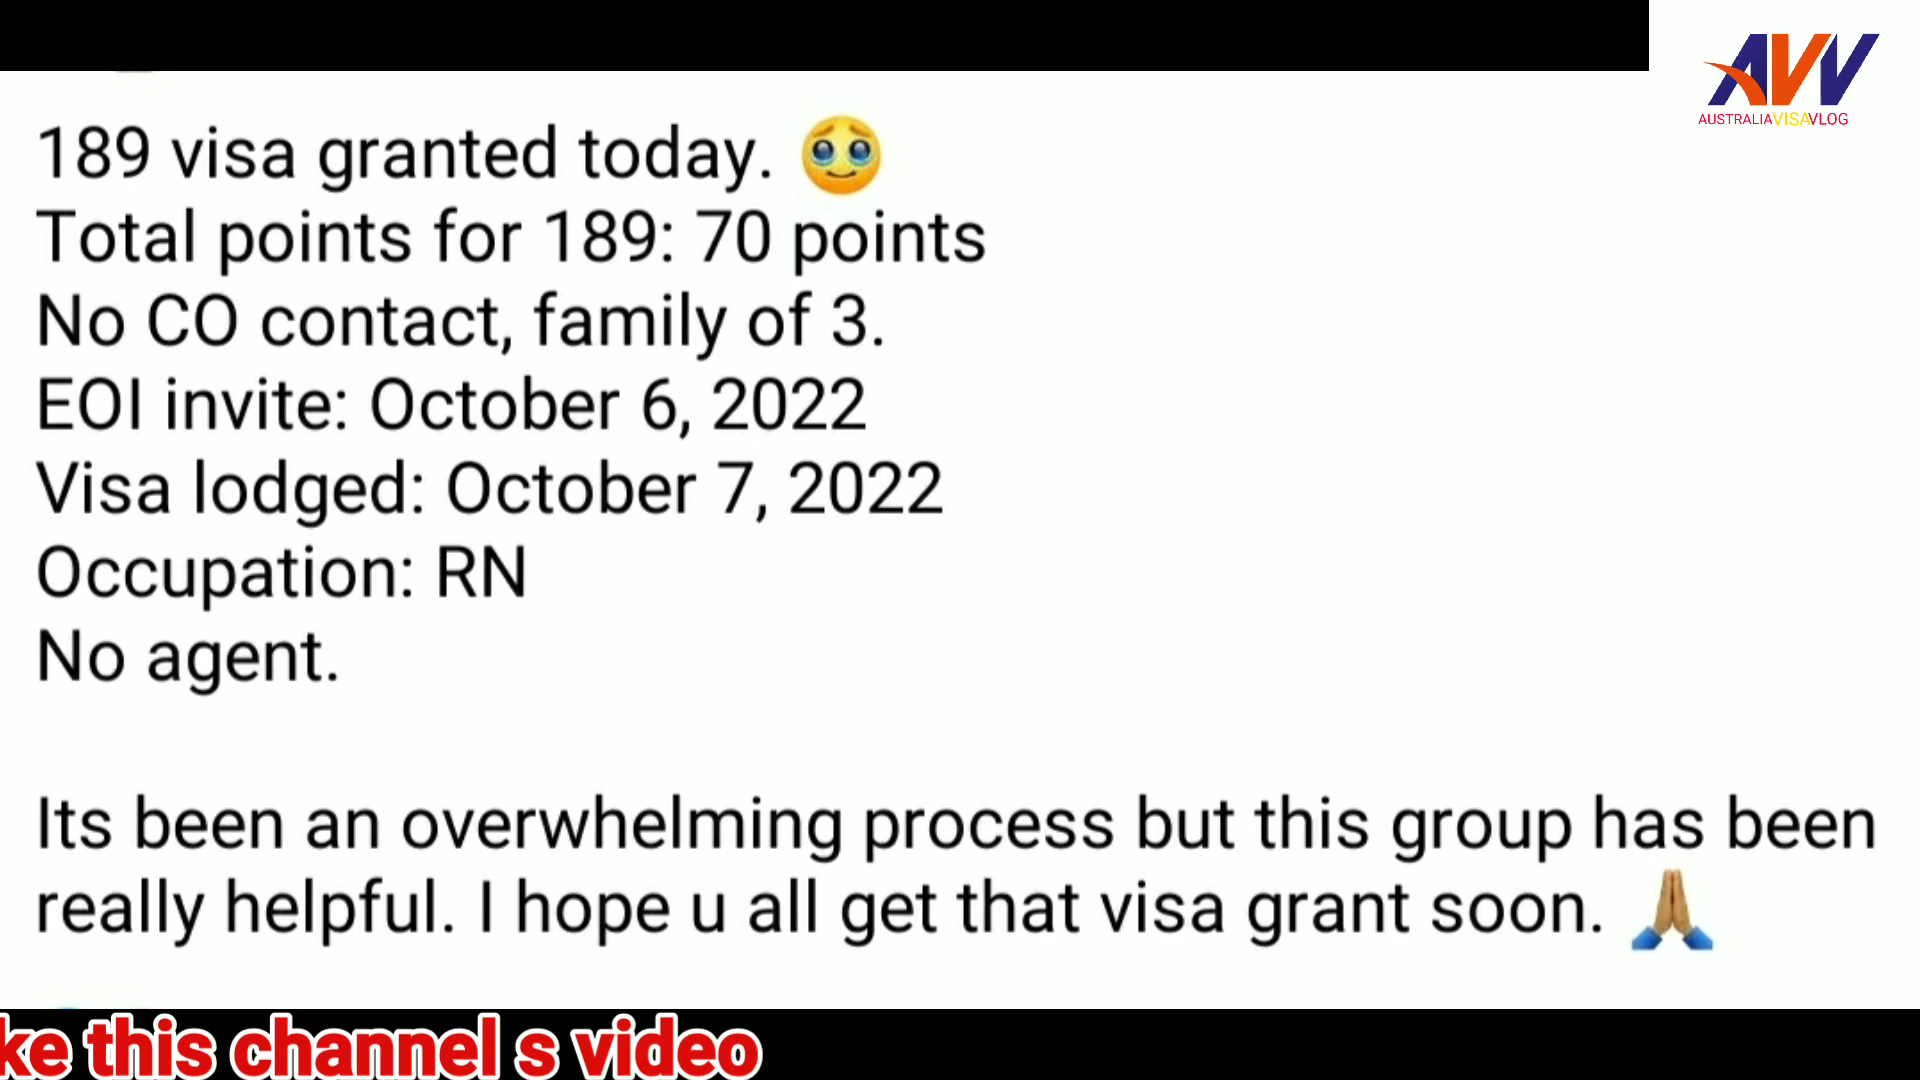 AVV
AUSTRALIAVISAVLOG
189 visa granted today. 🥹
Total points for 189: 70 points
No CO contact, family of 3.
EOI invite: October 6, 2022
Visa lodged: October 7, 2022
Occupation: RN
No agent.
Its been an overwhelming process but this group has been
really helpful. I hope u all get that visa grant soon. 🙏🏽
ke this channel s video